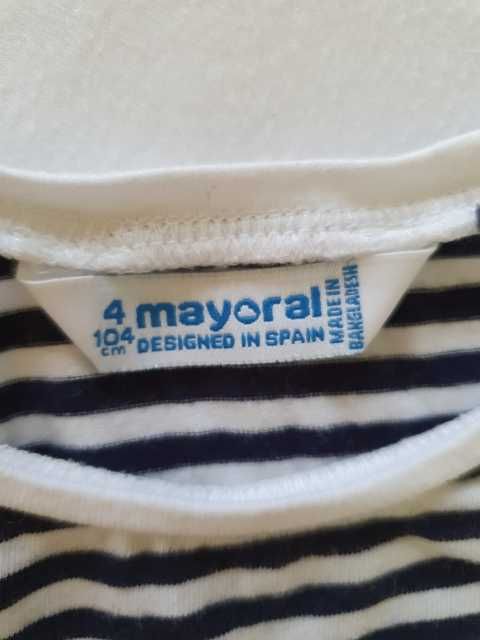 4 mayoral
104 cm DESIGNED IN SPAIN
MADE IN
BANGLADESH